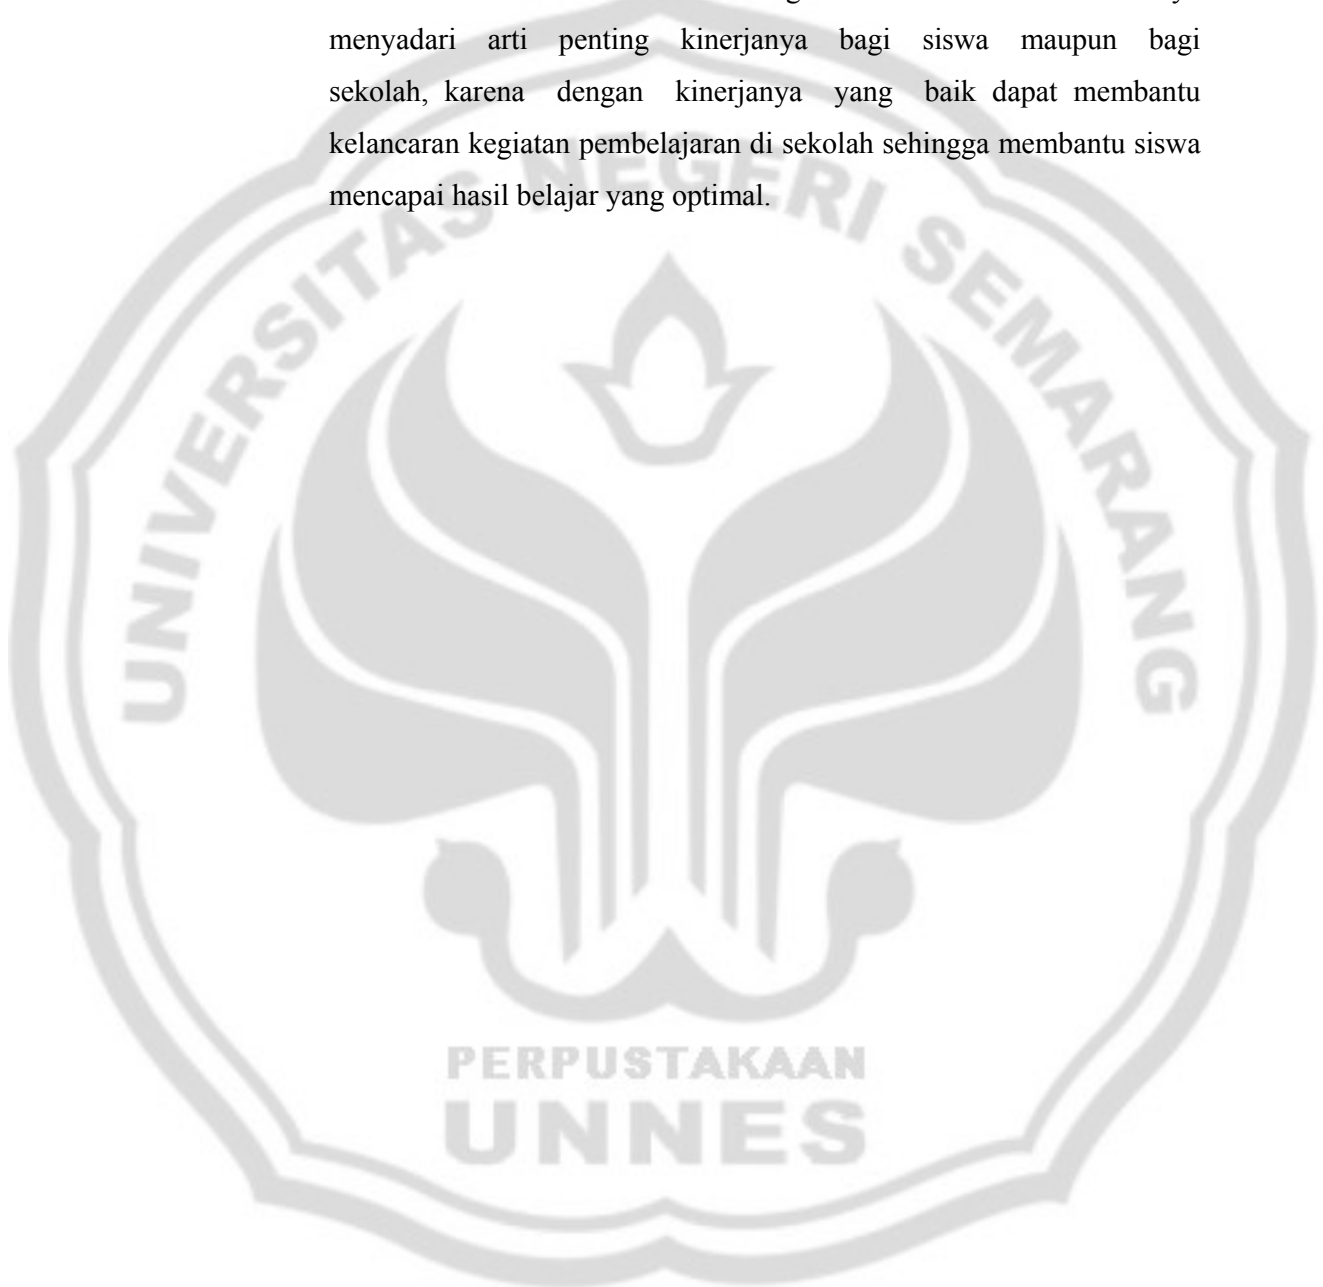 menyadari arti penting kinerjanya bagi siswa maupun bagi
sekolah, karena dengan kinerjanya yang baik dapat membantu
kelancaran kegiatan pembelajaran di sekolah sehingga membantu siswa
mencapai hasil belajar yang optimal.
UNIVERSITAS NEGERI SEMARANG
PERPUSTAKAAN
UNNES